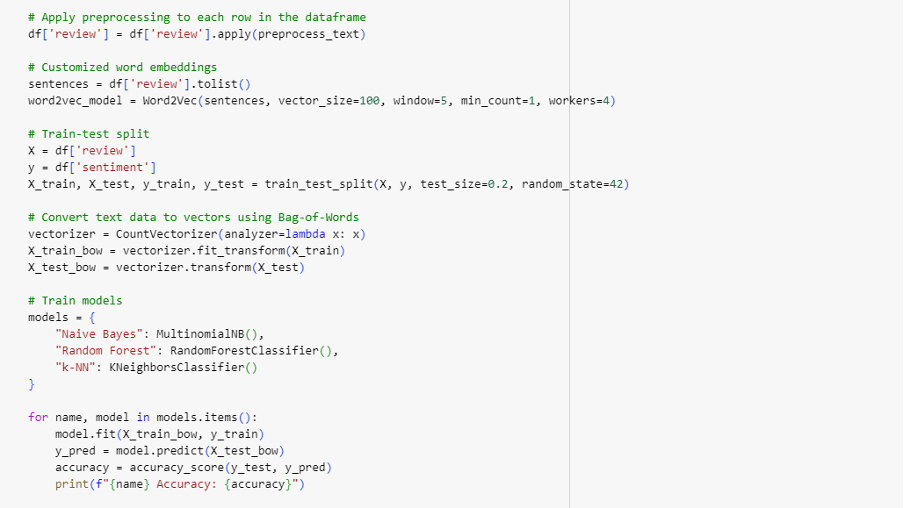 # Apply preprocessing to each row in the dataframe
df['review'] = df['review'].apply(preprocess_text)
# Customized word embeddings
sentences = df['review'].tolist()
word2vec_model = Word2Vec(sentences, vector_size=100, window=5, min_count=1, workers=4)
# Train-test split
X = df['review']
y = df['sentiment']
X_train, X_test, y_train, y_test = train_test_split(X, y, test_size=0.2, random_state=42)
# Convert text data to vectors using Bag-of-Words
vectorizer = CountVectorizer(analyzer=lambda x: x)
X_train_bow = vectorizer.fit_transform(X_train)
X_test_bow = vectorizer.transform(X_test)
# Train models
models = {
    "Naive Bayes": MultinomialNB(),
    "Random Forest": RandomForestClassifier(),
    "k-NN": KNeighborsClassifier()
}
for name, model in models.items():
    model.fit(X_train_bow, y_train)
    y_pred = model.predict(X_test_bow)
    accuracy = accuracy_score(y_test, y_pred)
    print(f"{name} Accuracy: {accuracy}")